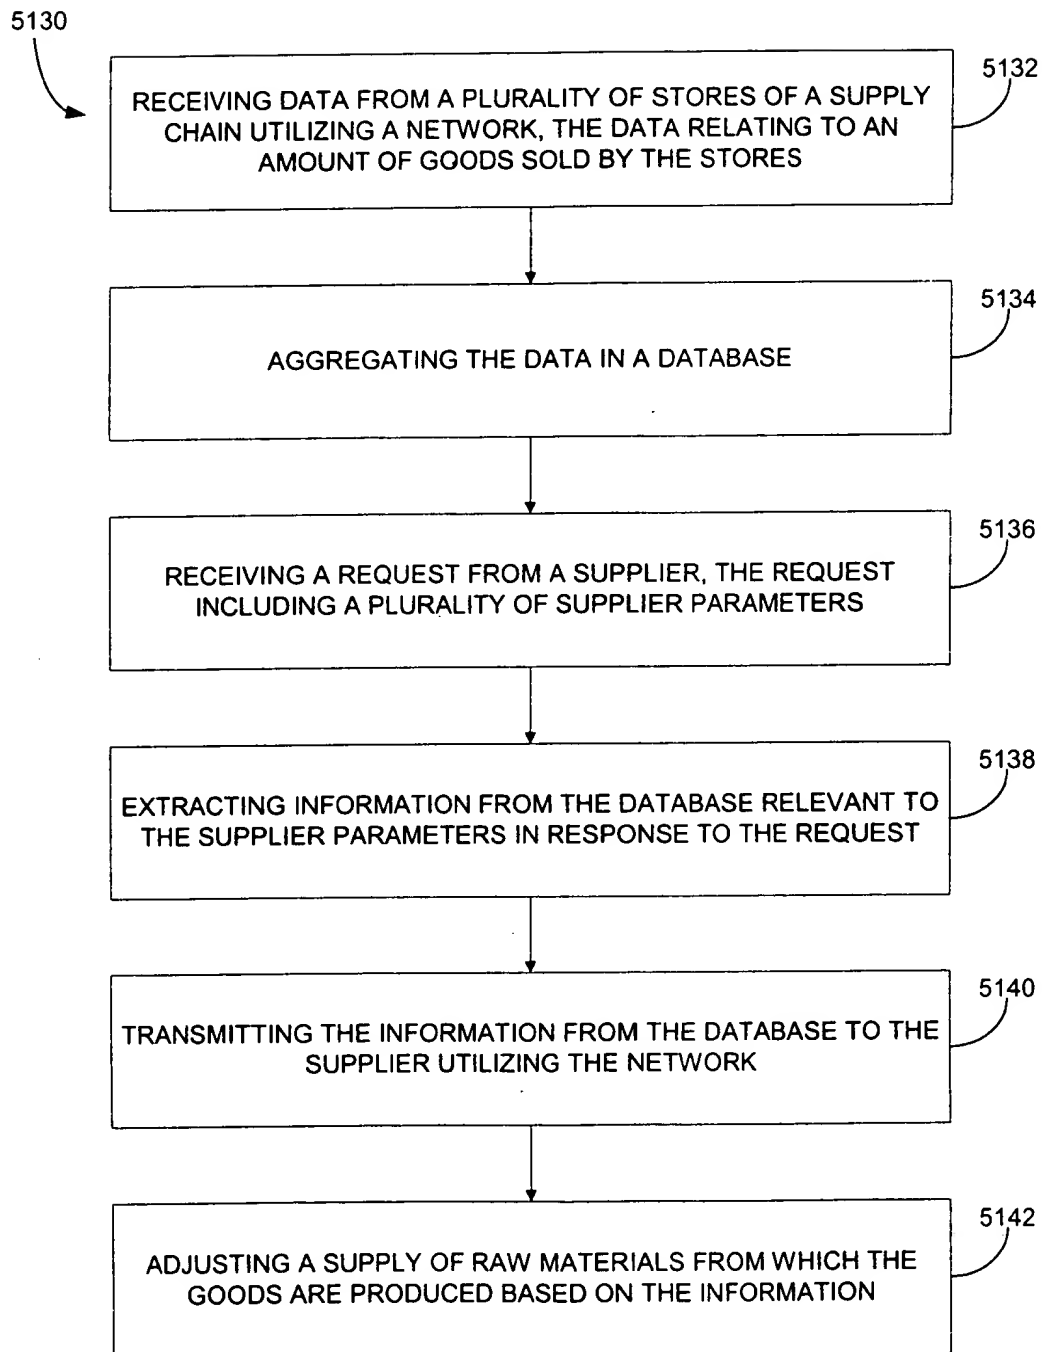 5130
5132
RECEIVING DATA FROM A PLURALITY OF STORES OF A SUPPLY
CHAIN UTILIZING A NETWORK, THE DATA RELATING TO AN
AMOUNT OF GOODS SOLD BY THE STORES
5134
AGGREGATING THE DATA IN A DATABASE
5136
RECEIVING A REQUEST FROM A SUPPLIER, THE REQUEST
INCLUDING A PLURALITY OF SUPPLIER PARAMETERS
5138
EXTRACTING INFORMATION FROM THE DATABASE RELEVANT TO
THE SUPPLIER PARAMETERS IN RESPONSE TO THE REQUEST
5140
TRANSMITTING THE INFORMATION FROM THE DATABASE TO THE
SUPPLIER UTILIZING THE NETWORK
5142
ADJUSTING A SUPPLY OF RAW MATERIALS FROM WHICH THE
GOODS ARE PRODUCED BASED ON THE INFORMATION